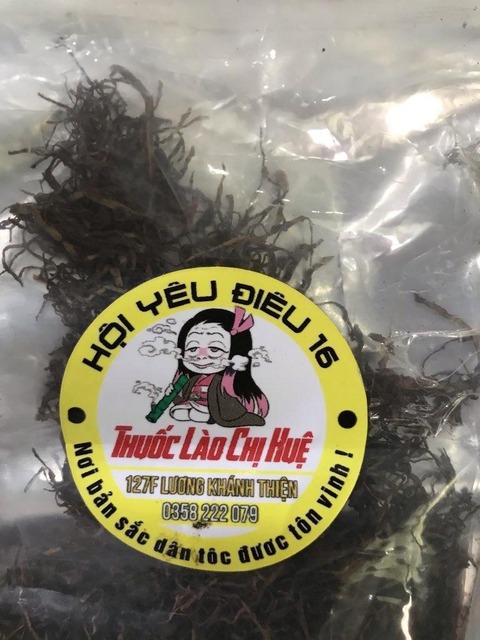 HỘI YÊU ĐIẾU 16
THUỐC LÀO CHỊ HUỆ
127F LƯƠNG KHÁNH THIỆN
0358 222 079
Nơi bản sắc dân tộc được tôn vinh !